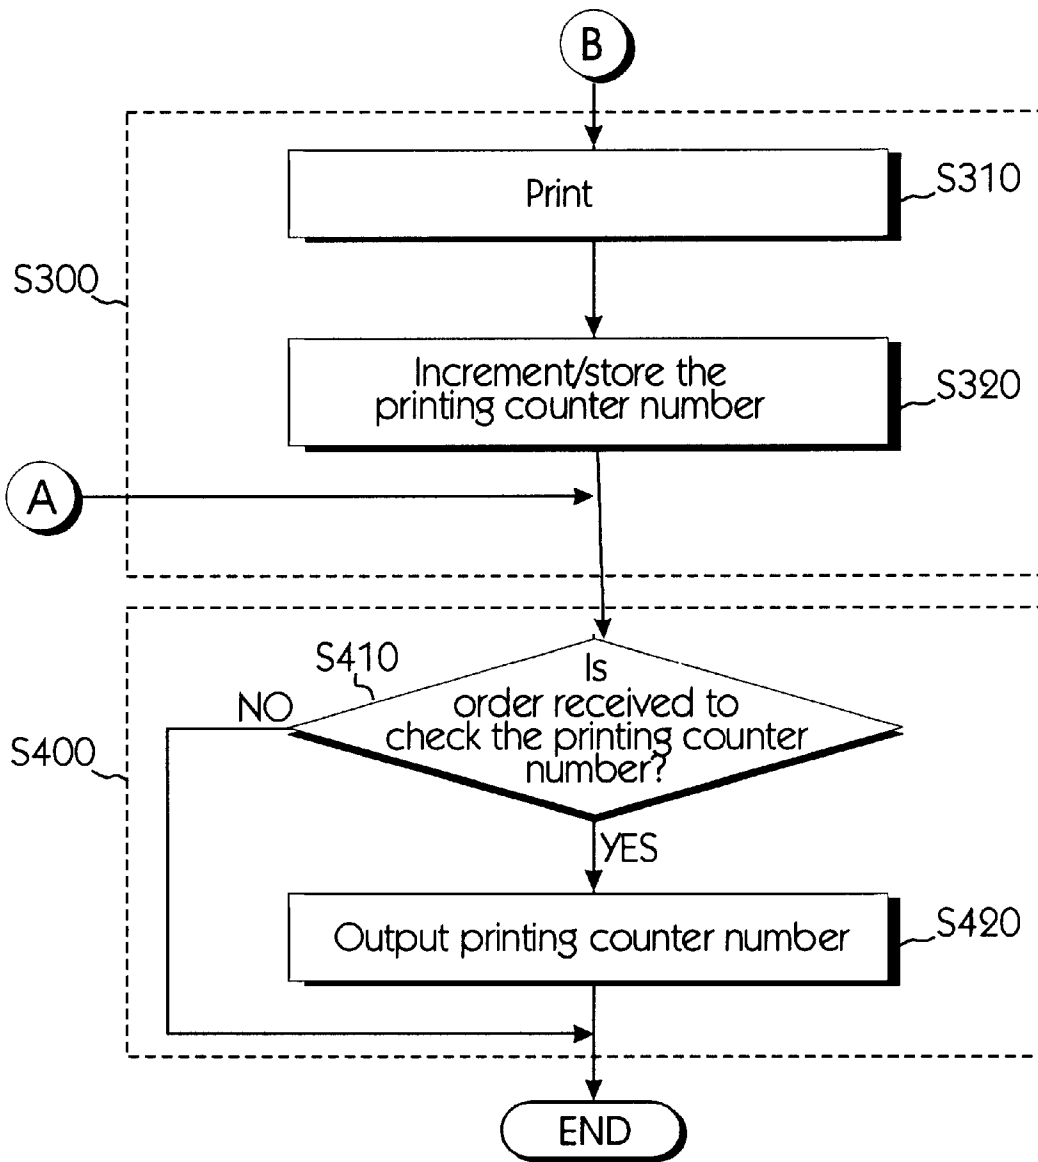 B
Print
S310
S300
Increment/store the
printing counter number
S320
A
S410
Is
order received to
check the printing counter
number?
NO
S400
YES
Output printing counter number
S420
END